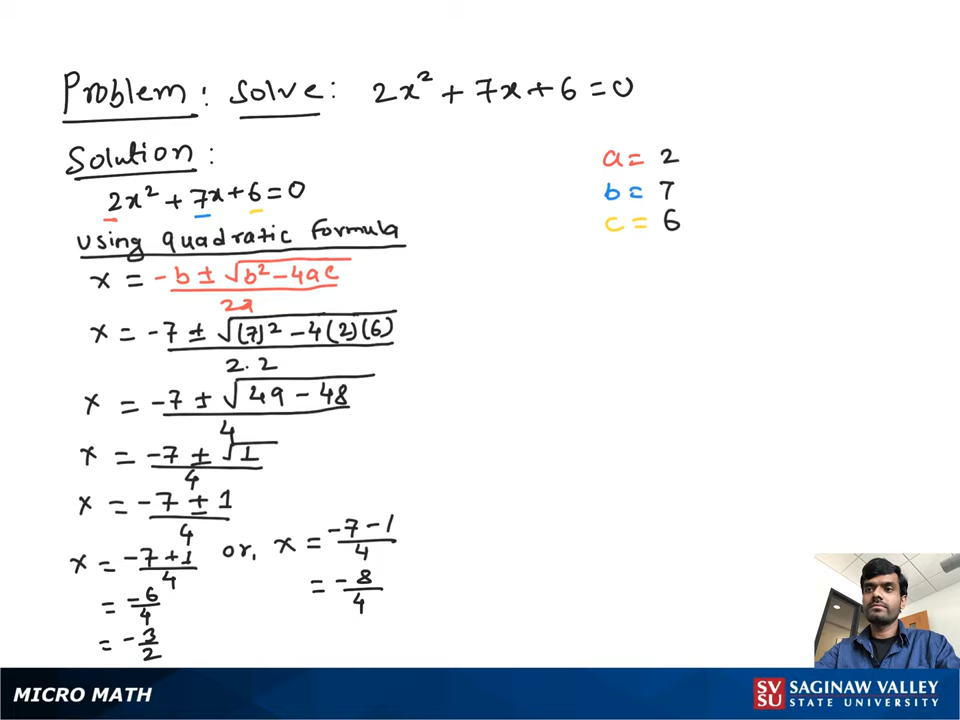 Problem: Solve: 2x² + 7x + 6 = 0
Solution:
2x² + 7x + 6 = 0
a = 2
b = 7
c = 6
Using quadratic formula
x = -b ± √b² - 4ac / 2a
x = -7 ± √(7)² - 4(2)(6) / 2·2
x = -7 ± √49 - 48 / 4
x = -7 ± √1 / 4
x = -7 ± 1 / 4
x = -7 + 1 / 4 or, x = -7 - 1 / 4
= -6/4 = -8/4
= -3/2
MICRO MATH
SV SU SAGINAW VALLEY
STATE UNIVERSITY